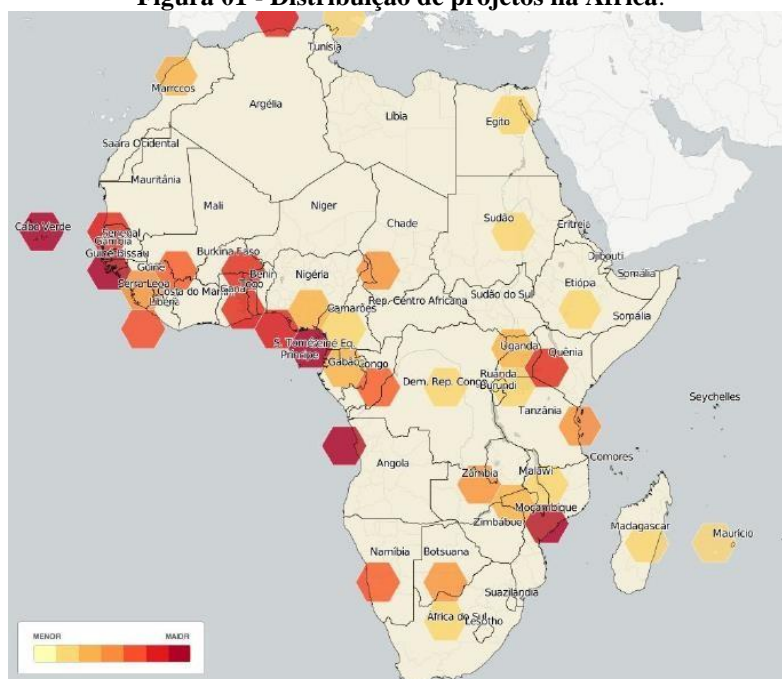 Figura 01 - Distribuição de projetos na África.
Tunísia
Marrocos
Argélia
Líbia
Egito
Saara Ocidental
Mauritânia
Mali
Níger
Chade
Sudão
Eritreia
Cabo Verde
Senegal
Gâmbia
Guiné-Bissau
Guiné
Burkina Faso
Benin
Togo
Nigéria
Djibouti
Somália
Etiópa
Serra Leoa
Costa do Mar
Gana
Libéria
Camarões
Rep. Centro Africana
Sudão do Sul
Somália
S. Tomé
Eq.
Príncipe
Gabão
Congo
Dem. Rep. Congo
Uganda
Quênia
Ruanda
Burundi
Tanzânia
Seychelles
Angola
Comores
Zâmbia
Malawi
Moçambique
Zimbabue
Madagascar
Maurício
Namíbia
Botsuana
Suazilândia
África do Sul
Lesotho
MENOR
MAIOR